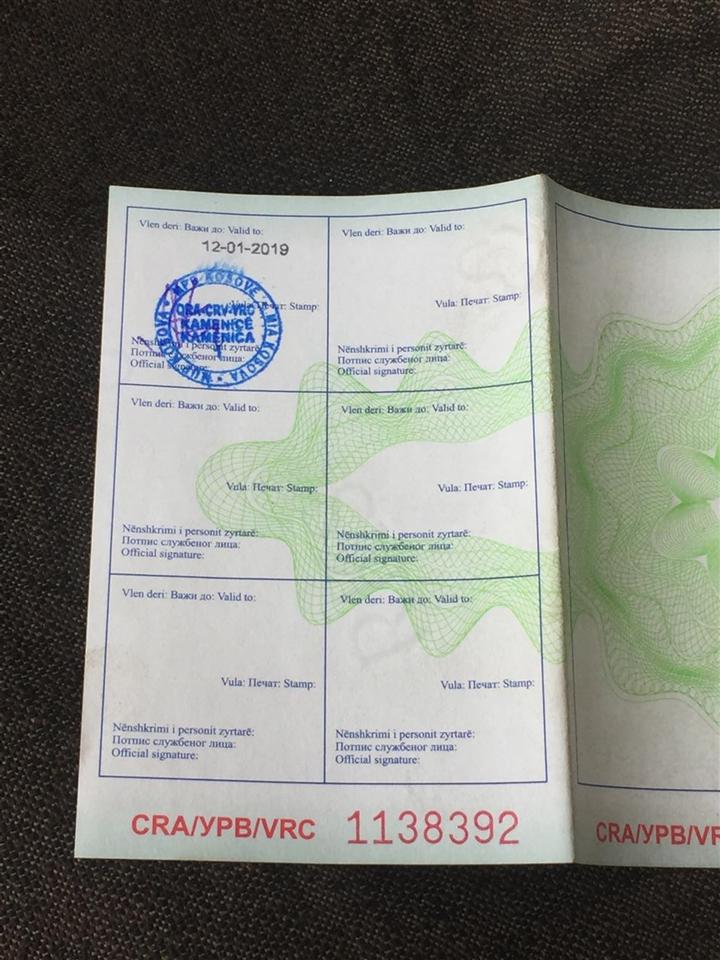 Vlen deri: Важи до: Valid to:
12-01-2019
MPB KOSOVË • MIA KOSOVA • MUP KOSOVA •
QRA-CRV-VRC
KAMENICË
KAMENICA
Vula: Печат: Stamp:
Nënshkrimi i personit zyrtarë:
Потпис службеног лица:
Official signature:
Vlen deri: Важи до: Valid to:
Vula: Печат: Stamp:
Nënshkrimi i personit zyrtarë:
Потпис службеног лица:
Official signature:
Vlen deri: Важи до: Valid to:
Vula: Печат: Stamp:
Nënshkrimi i personit zyrtarë:
Потпис службеног лица:
Official signature:
Vlen deri: Важи до: Valid to:
Vula: Печат: Stamp:
Nënshkrimi i personit zyrtarë:
Потпис службеног лица:
Official signature:
Vlen deri: Важи до: Valid to:
Vula: Печат: Stamp:
Nënshkrimi i personit zyrtarë:
Потпис службеног лица:
Official signature:
Vlen deri: Важи до: Valid to:
Vula: Печат: Stamp:
Nënshkrimi i personit zyrtarë:
Потпис службеног лица:
Official signature:
CRA/УРВ/VRC 1138392
CRA/УРВ/VR